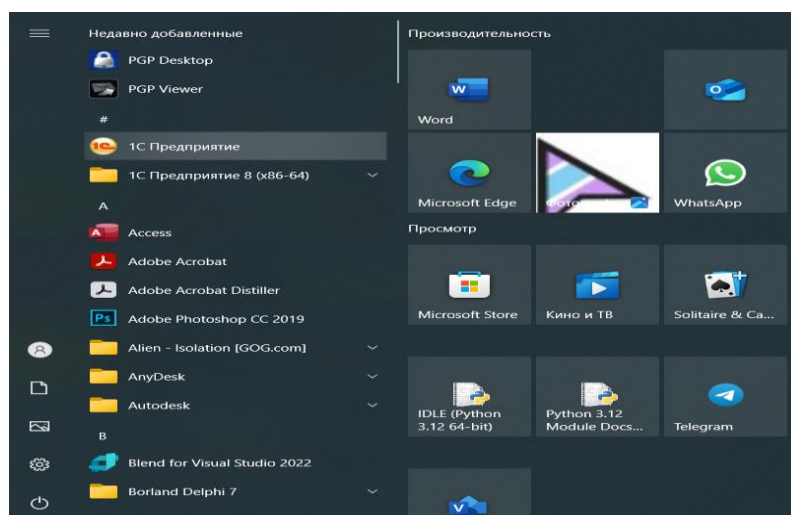 Недавно добавленные
PGP Desktop
PGP Viewer
#
1С Предприятие
1С Предприятие 8 (x86-64)
A
Access
Adobe Acrobat
Adobe Acrobat Distiller
Adobe Photoshop CC 2019
Alien - Isolation [GOG.com]
AnyDesk
Autodesk
B
Blend for Visual Studio 2022
Borland Delphi 7
Производительность
Word
Microsoft Edge
WhatsApp
Просмотр
Microsoft Store
Кино и ТВ
Solitaire & Ca...
IDLE (Python
3.12 64-bit)
Python 3.12
Module Docs...
Telegram